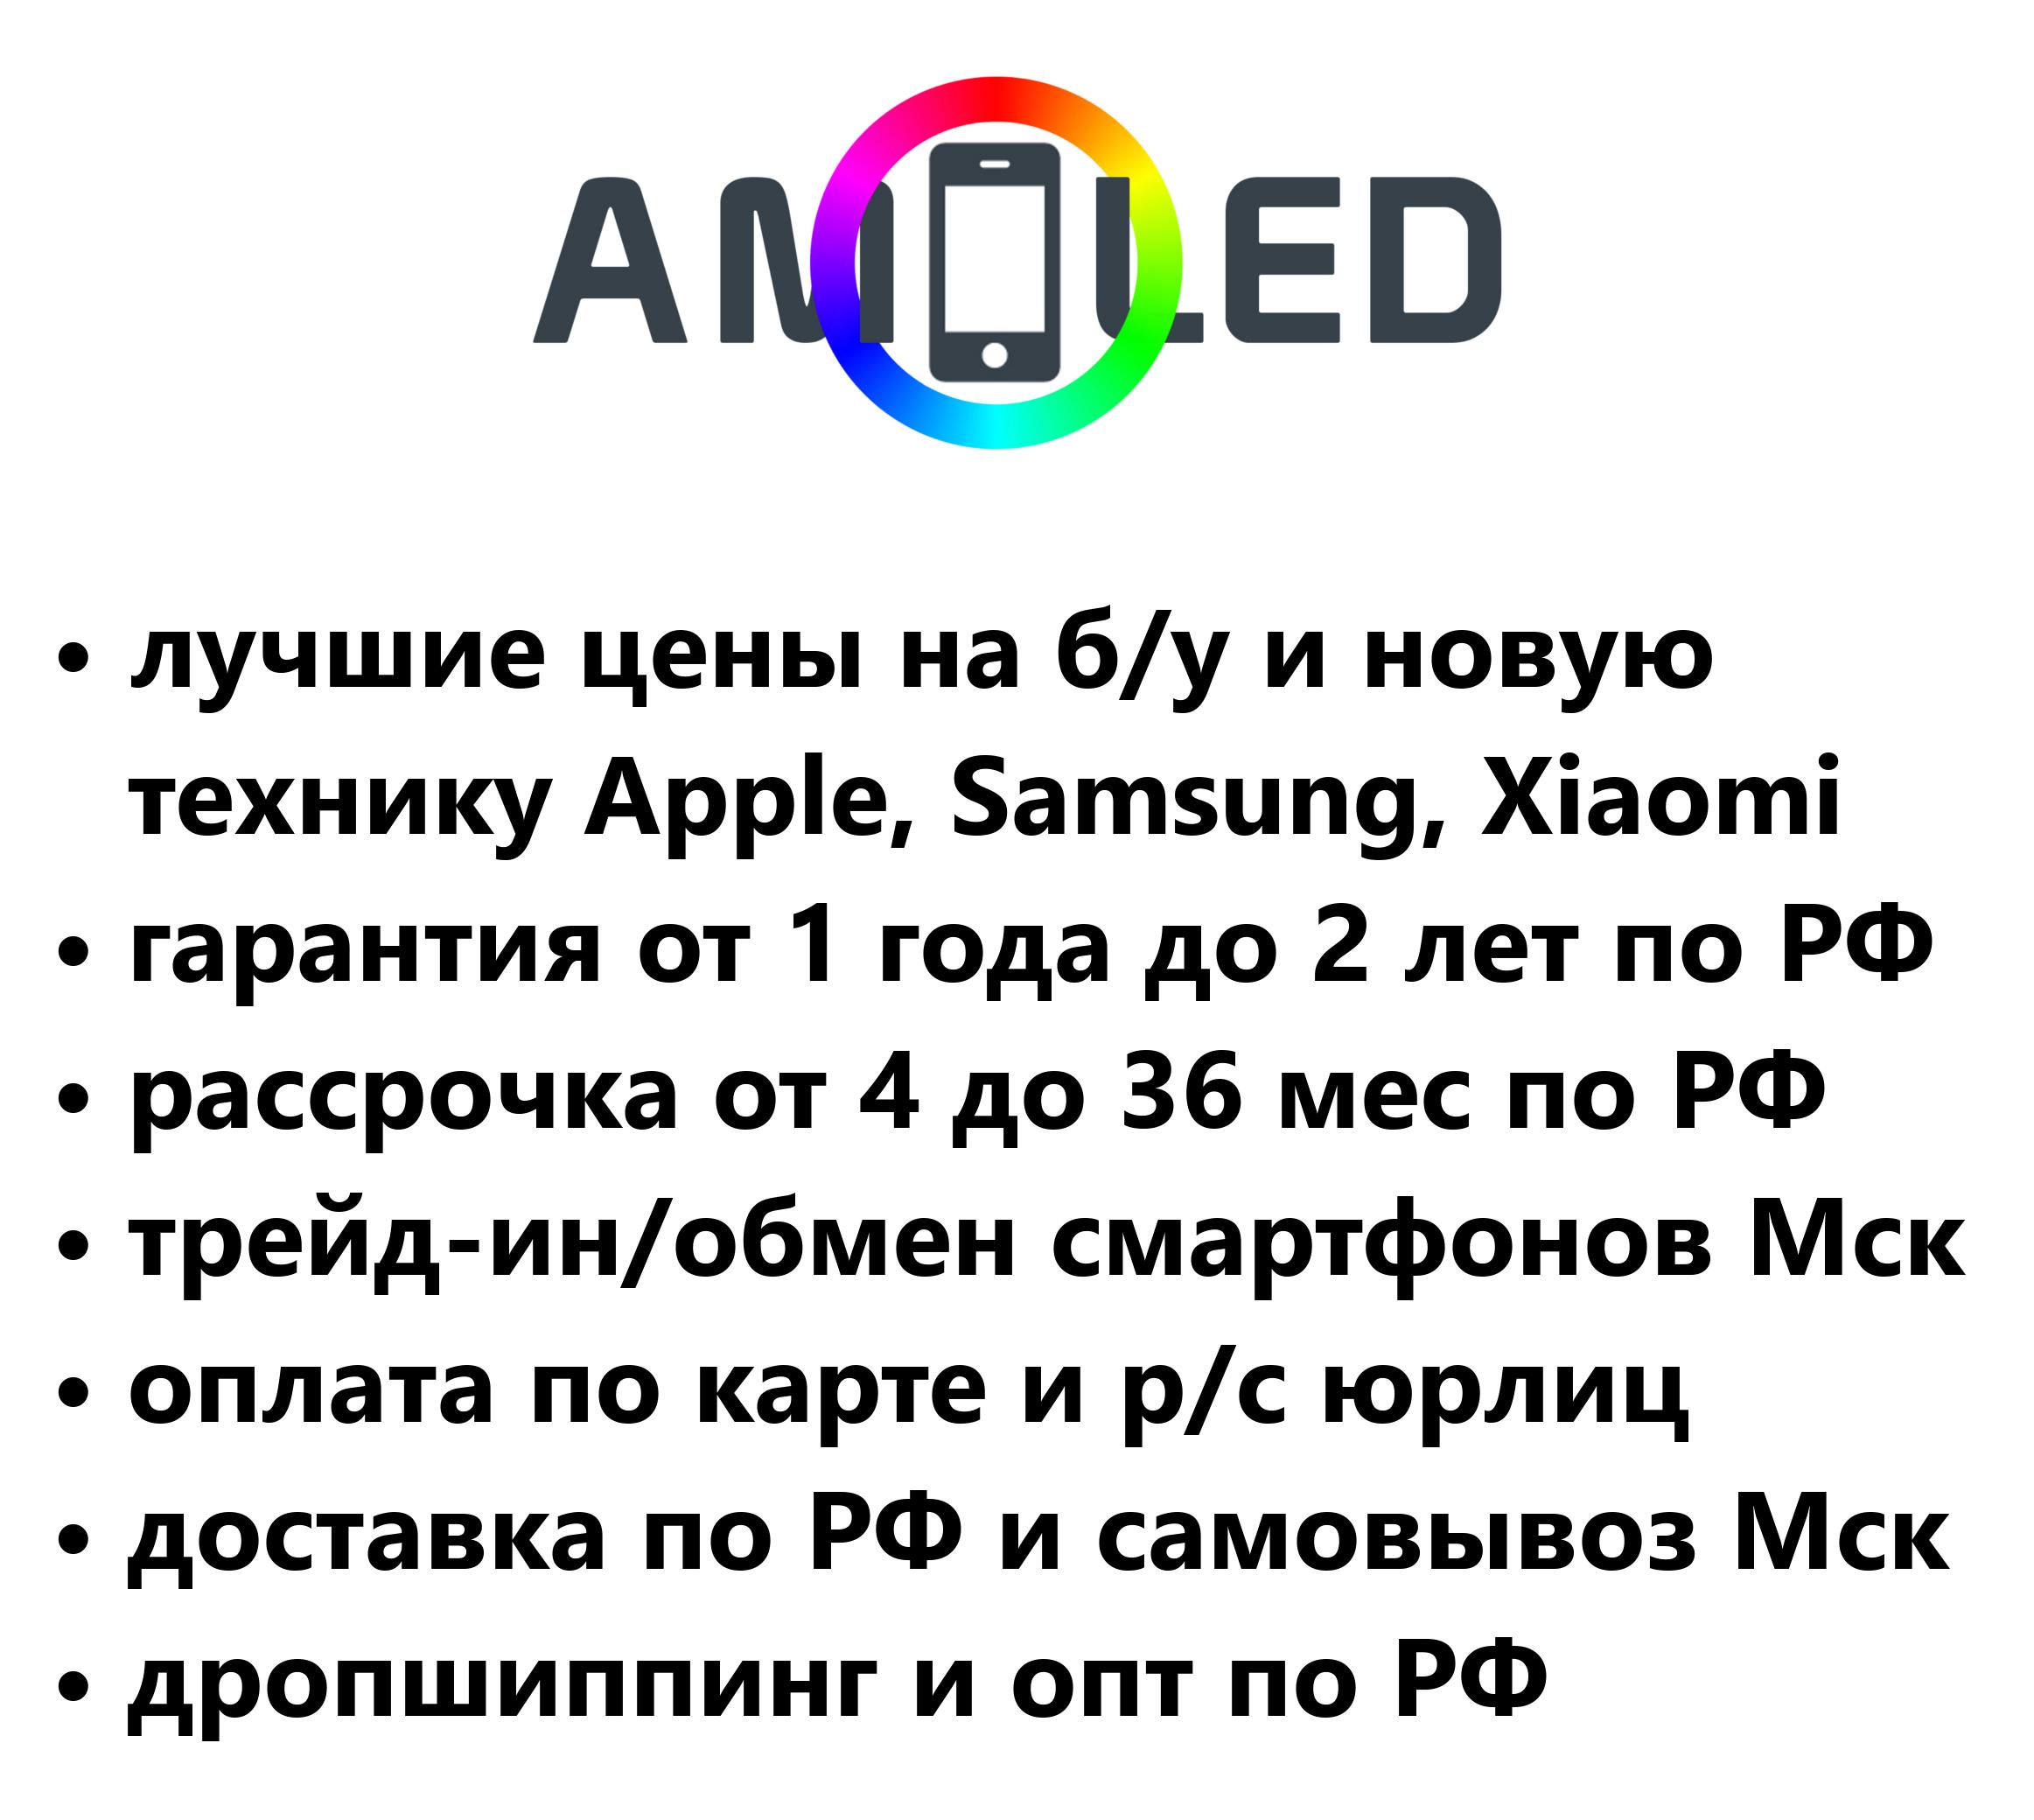 AMOLED
• лучшие цены на б/у и новую
технику Apple, Samsung, Xiaomi
• гарантия от 1 года до 2 лет по РФ
• рассрочка от 4 до 36 мес по РФ
• трейд-ин/обмен смартфонов Мск
• оплата по карте и р/с юрлиц
• доставка по РФ и самовывоз Мск
• дропшиппинг и опт по РФ